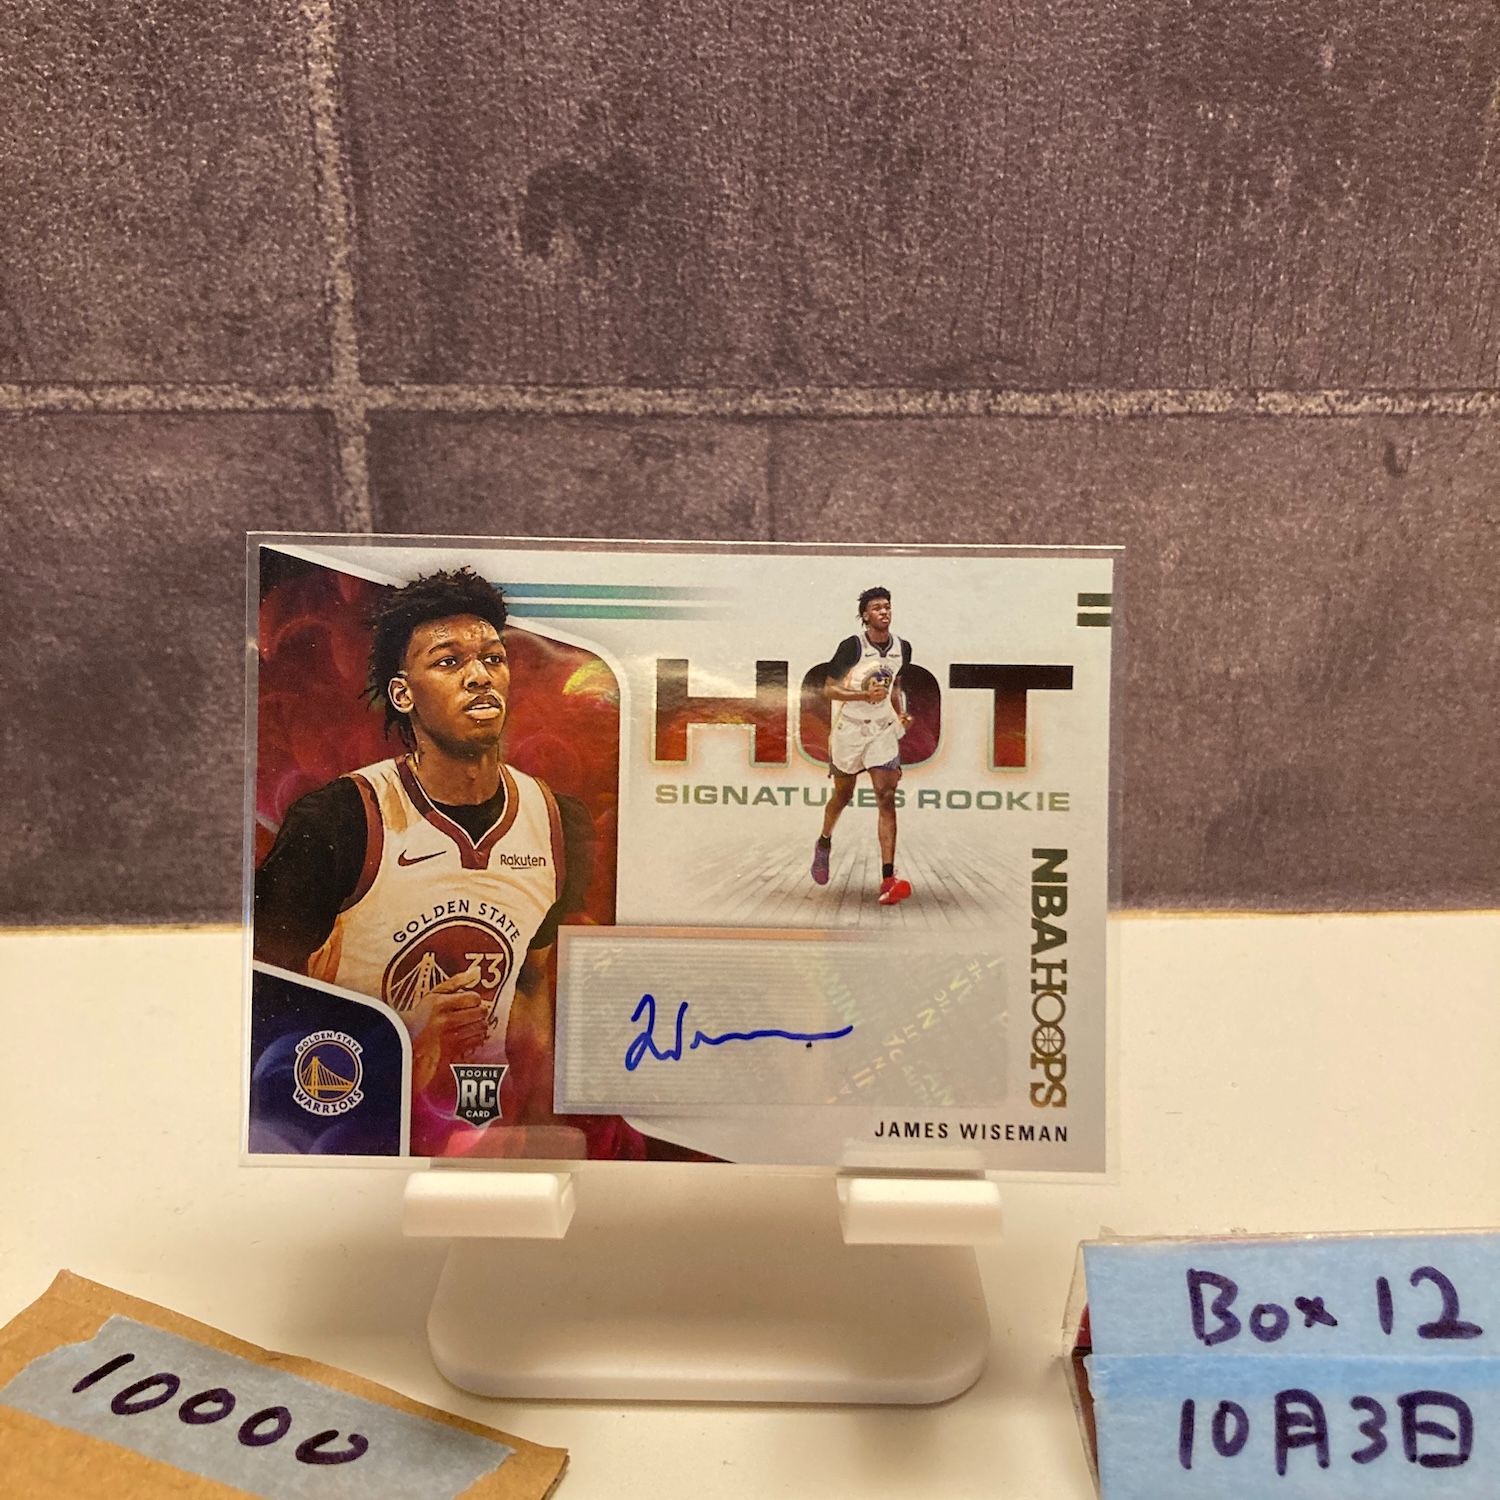 HOT
SIGNATURES ROOKIE
Rakuten
GOLDEN STATE
33
GOLDEN STATE
WARRIORS
ROOKIE
RC
CARD
NBA HOOPS
JAMES WISEMAN
10000
Box 12
10月3日